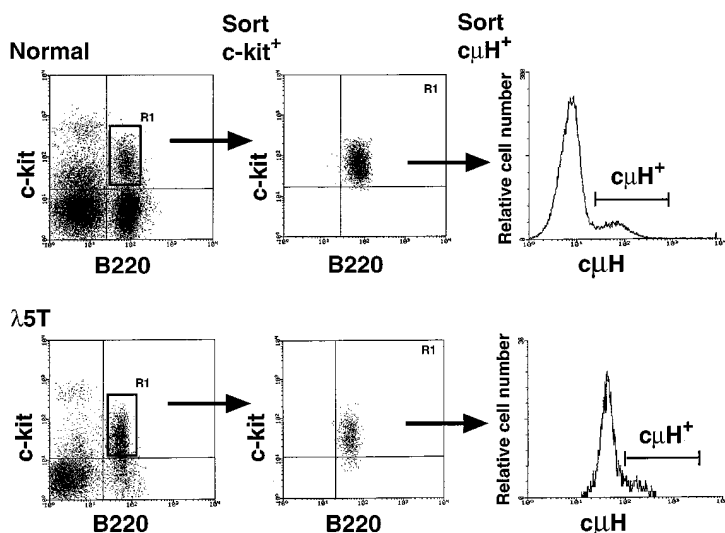 Normal
Sort
c-kit⁺
Sort
cμH⁺
R1
c-kit
B220
R1
c-kit
B220
Relative cell number
cμH⁺
cμH
λ5T
R1
c-kit
B220
R1
c-kit
B220
Relative cell number
cμH⁺
cμH